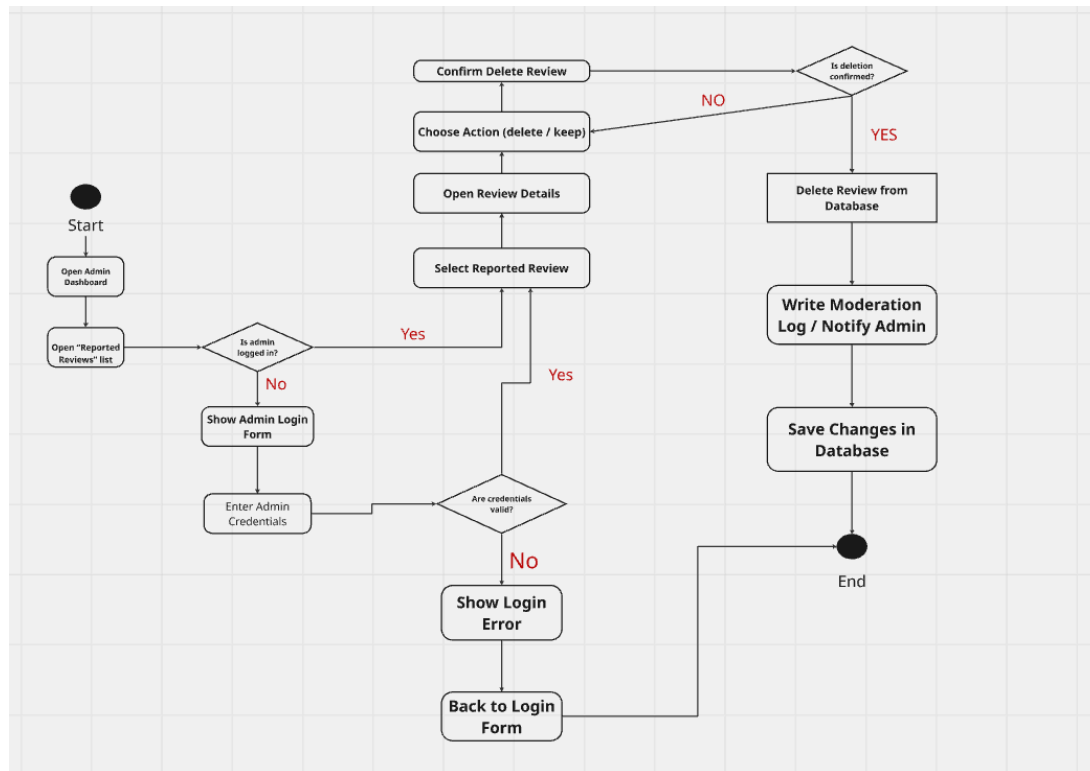 Start
Open Admin
Dashboard
Open "Reported
Reviews" list
Is admin
logged in?
Yes
No
Show Admin Login
Form
Enter Admin
Credentials
Are credentials
valid?
Yes
No
Show Login
Error
Back to Login
Form
Select Reported Review
Open Review Details
Choose Action (delete / keep)
Confirm Delete Review
Is deletion
confirmed?
NO
YES
Delete Review from
Database
Write Moderation
Log / Notify Admin
Save Changes in
Database
End